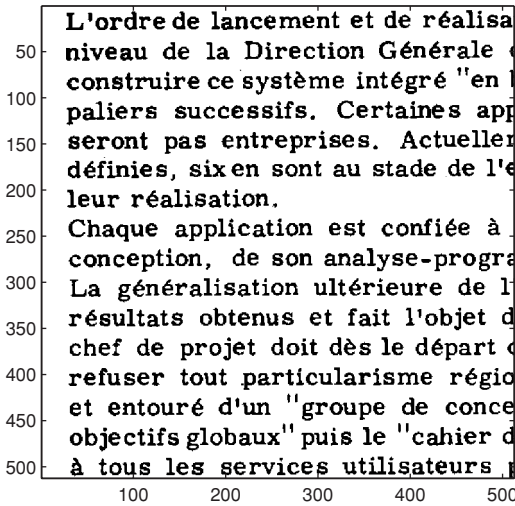 L'ordre de lancement et de réalisa
niveau de la Direction Générale
construire ce système intégré "en
paliers successifs. Certaines app
seront pas entreprises. Actueller
définies, six en sont au stade de l'e
leur réalisation.
Chaque application est confiée à
conception, de son analyse-progra
La généralisation ultérieure de l'
résultats obtenus et fait l'objet d
chef de projet doit dès le départ
refuser tout particularisme régio
et entouré d'un "groupe de conce
objectifs globaux" puis le "cahier d
à tous les services utilisateurs
50
100
150
200
250
300
350
400
450
500
100 200 300 400 500